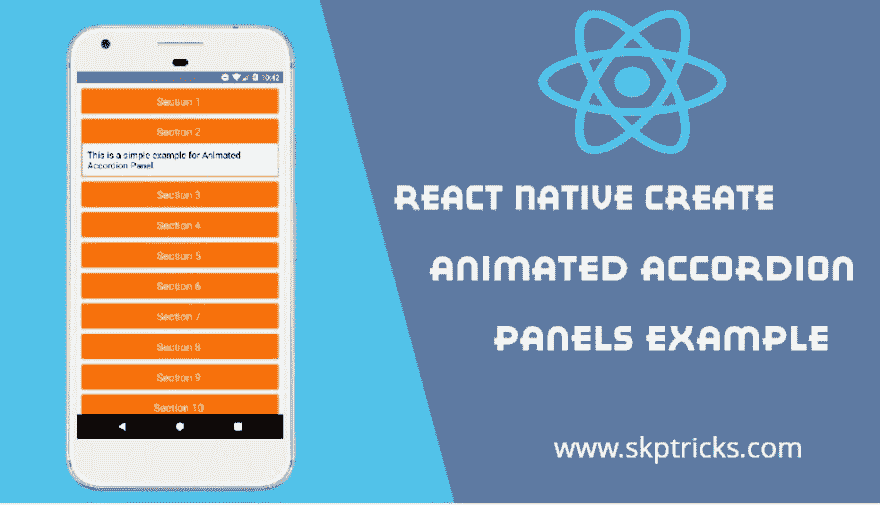 10:42
Section 1
Section 2
This is a simple example for Animated
Accordion Panel
Section 3
Section 4
Section 5
Section 6
Section 7
Section 8
Section 9
Section 10
REACT NATIVE CREATE
ANIMATED ACCORDION
PANELS EXAMPLE
www.skptricks.com